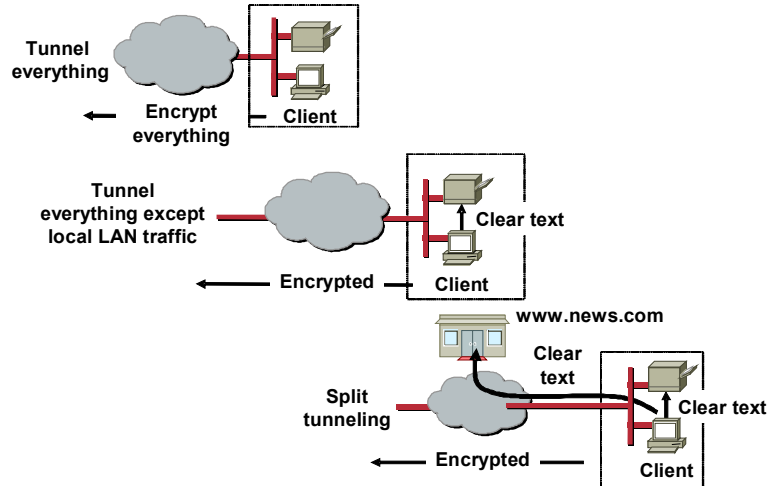 Tunnel
everything
Encrypt
everything
Client
Tunnel
everything except
local LAN traffic
Clear text
Encrypted
Client
www.news.com
Clear
text
Split
tunneling
Clear text
Encrypted
Client